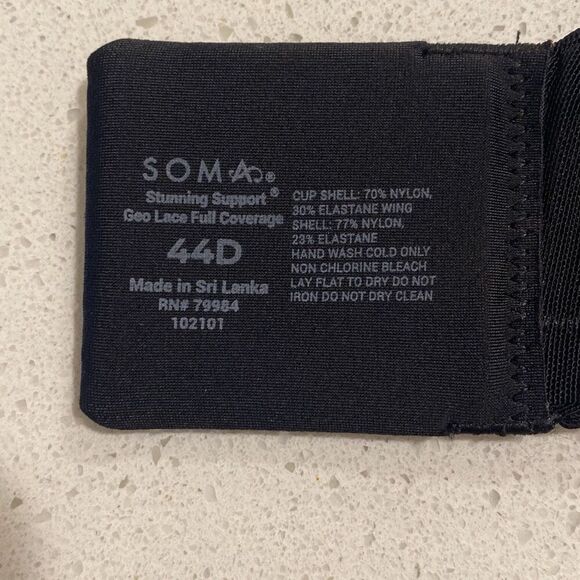 SOMA®
Stunning Support®
Geo Lace Full Coverage
44D
Made in Sri Lanka
RN# 79984
102101
CUP SHELL: 70% NYLON,
30% ELASTANE WING
SHELL: 77% NYLON,
23% ELASTANE
HAND WASH COLD ONLY
NON CHLORINE BLEACH
LAY FLAT TO DRY DO NOT
IRON DO NOT DRY CLEAN